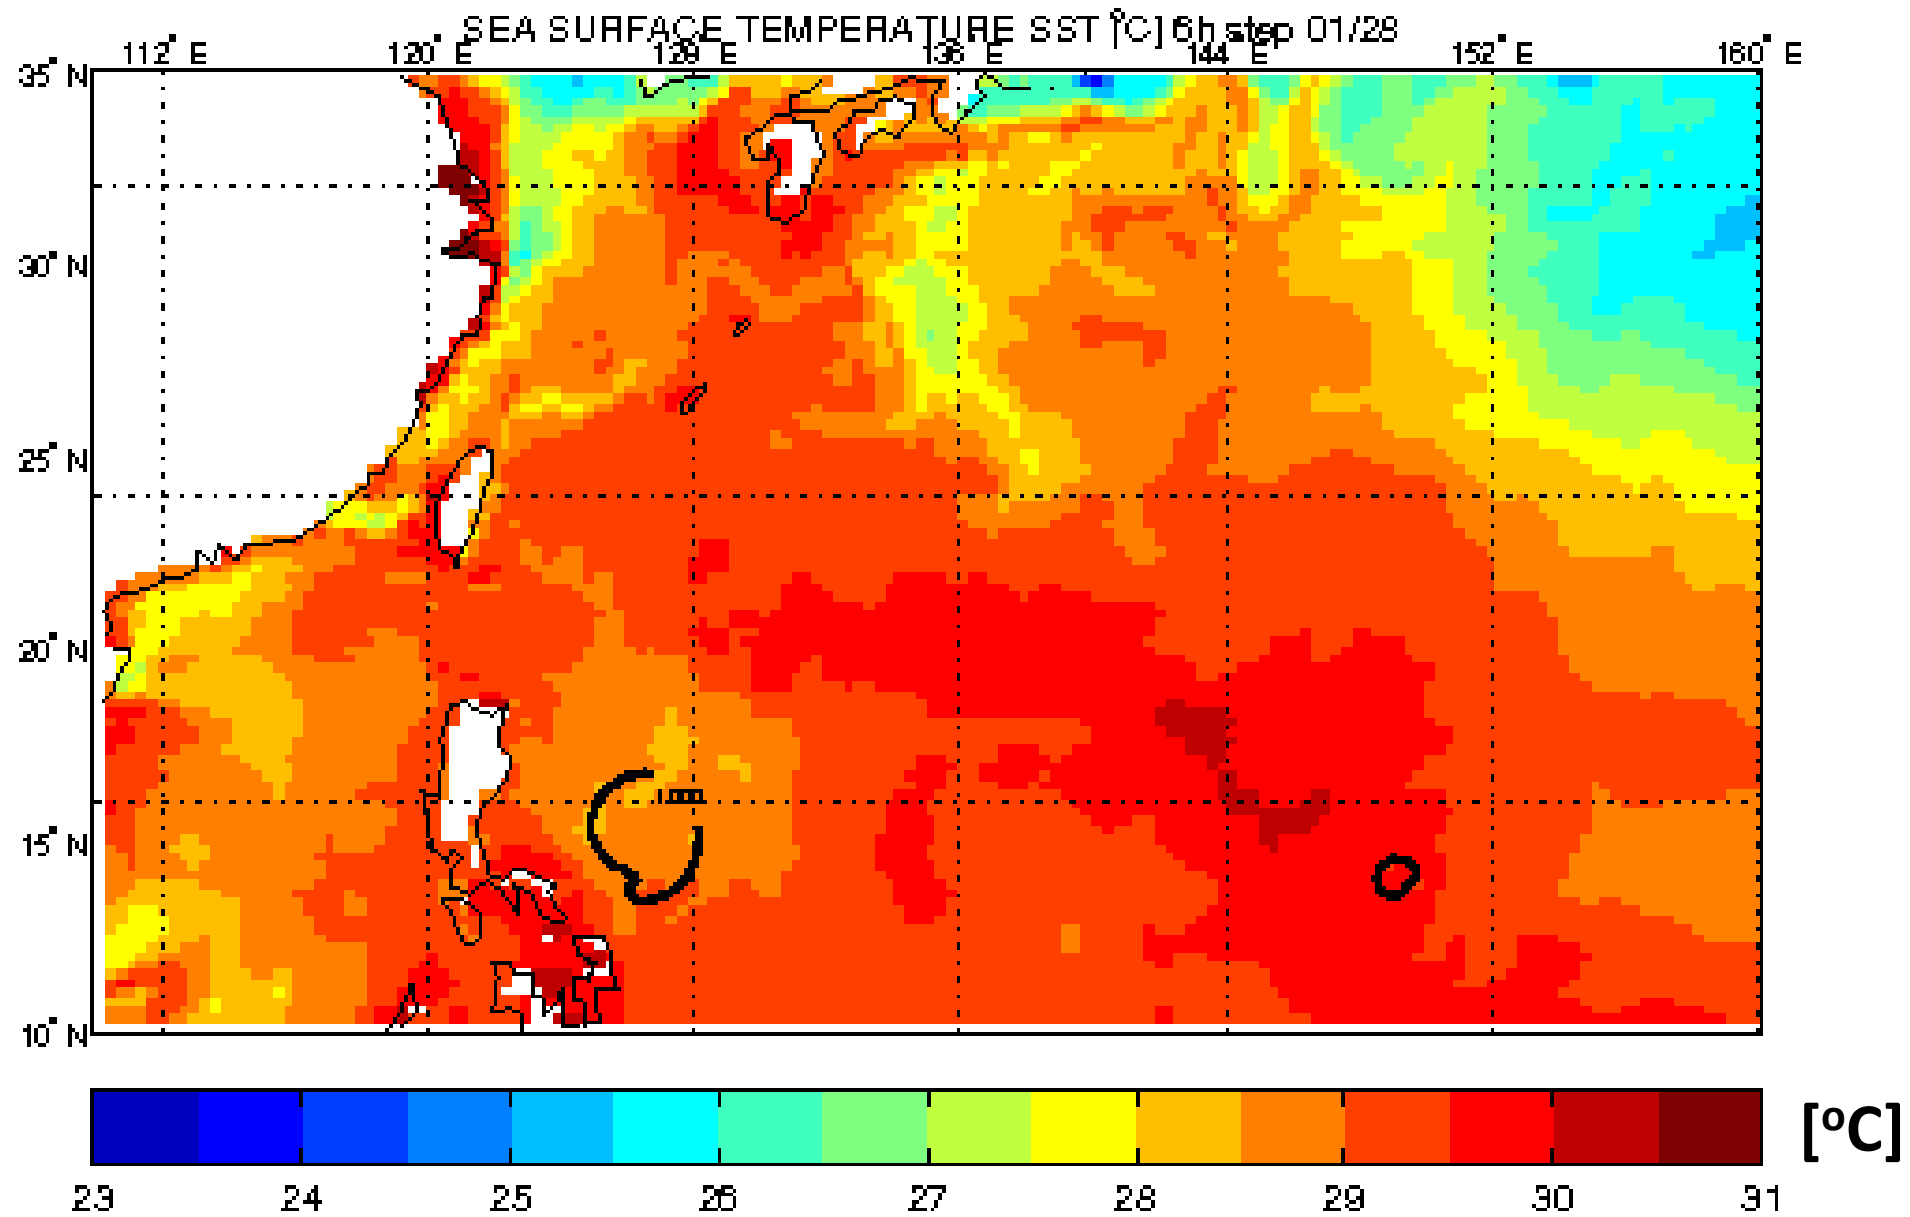 SEA SURFACE TEMPERATURE SST [°C] 6h step 01/28
112° E 120° E 128° E 136° E 144° E 152° E 160° E
35° N
30° N
25° N
20° N
1000
15° N
10° N
23 24 25 26 27 28 29 30 31
[°C]